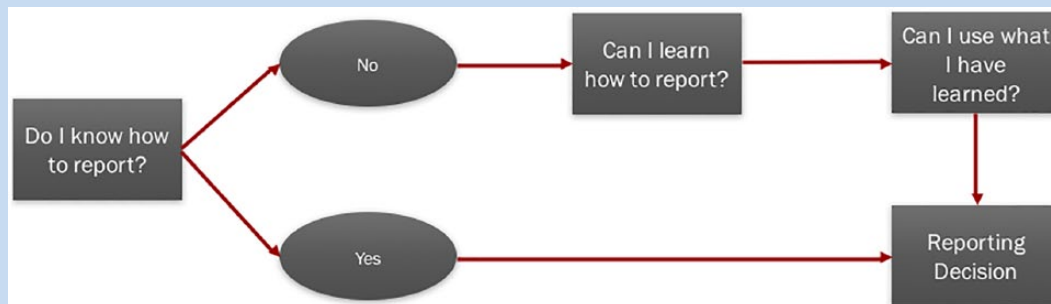 Do I know how
to report?
No
Can I learn
how to report?
Can I use what
I have
learned?
Yes
Reporting
Decision